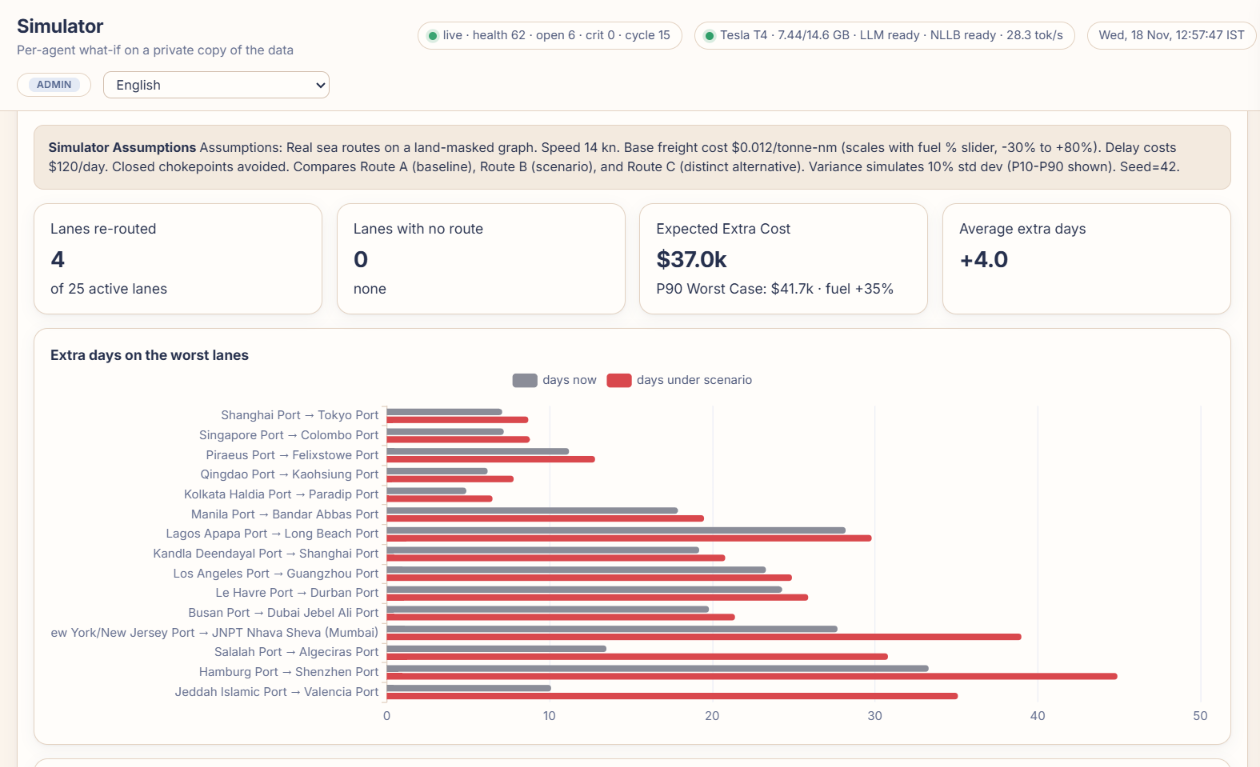 Simulator
Per-agent what-if on a private copy of the data
live · health 62 · open 6 · crit 0 · cycle 15
Tesla T4 · 7.44/14.6 GB · LLM ready · NLLB ready · 28.3 tok/s
Wed, 18 Nov, 12:57:47 IST
ADMIN
English
Simulator Assumptions Assumptions: Real sea routes on a land-masked graph. Speed 14 kn. Base freight cost $0.012/tonne-nm (scales with fuel % slider, -30% to +80%). Delay costs
$120/day. Closed chokepoints avoided. Compares Route A (baseline), Route B (scenario), and Route C (distinct alternative). Variance simulates 10% std dev (P10-P90 shown). Seed=42.
Lanes re-routed
4
of 25 active lanes
Lanes with no route
0
none
Expected Extra Cost
$37.0k
P90 Worst Case: $41.7k · fuel +35%
Average extra days
+4.0
Extra days on the worst lanes
days now
days under scenario
Shanghai Port → Tokyo Port
Singapore Port → Colombo Port
Piraeus Port → Felixstowe Port
Qingdao Port → Kaohsiung Port
Kolkata Haldia Port → Paradip Port
Manila Port → Bandar Abbas Port
Lagos Apapa Port → Long Beach Port
Kandla Deendayal Port → Shanghai Port
Los Angeles Port → Guangzhou Port
Le Havre Port → Durban Port
Busan Port → Dubai Jebel Ali Port
ew York/New Jersey Port → JNPT Nhava Sheva (Mumbai)
Salalah Port → Algeciras Port
Hamburg Port → Shenzhen Port
Jeddah Islamic Port → Valencia Port
0 10 20 30 40 50